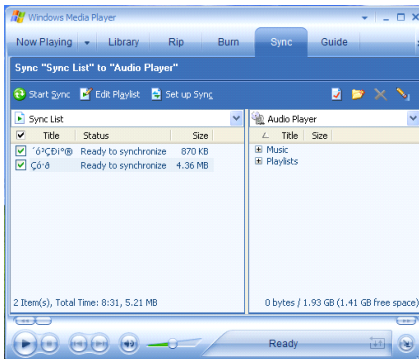 Windows Media Player
Now Playing Library Rip Burn Sync Guide
Sync "Sync List" to "Audio Player"
Start Sync Edit Playlist Set up Sync
Sync List
Audio Player
Title Status Size
Title Size
´ó³ÇÐ¡°® Ready to synchronize 870 KB
Çó·ð Ready to synchronize 4.36 MB
Music
Playlists
2 Item(s), Total Time: 8:31, 5.21 MB
0 bytes / 1.93 GB (1.41 GB free space)
Ready